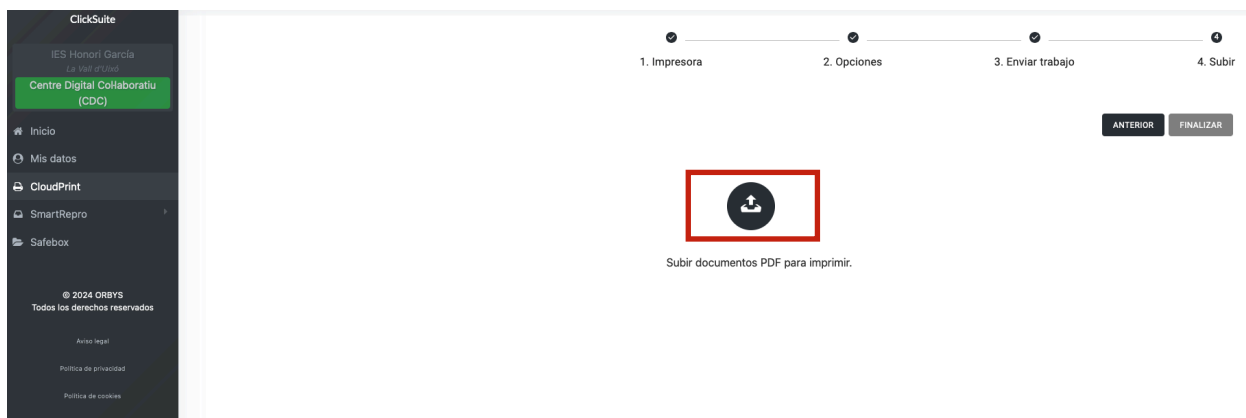 ClickSuite
IES Honori García
La Vall d'Uixó
Centre Digital Col·laboratiu
(CDC)
Inicio
Mis datos
CloudPrint
SmartRepro
Safebox
© 2024 ORBYS
Todos los derechos reservados
Aviso legal
Política de privacidad
Política de cookies
4
1. Impresora
2. Opciones
3. Enviar trabajo
4. Subir
ANTERIOR
FINALIZAR
Subir documentos PDF para imprimir.